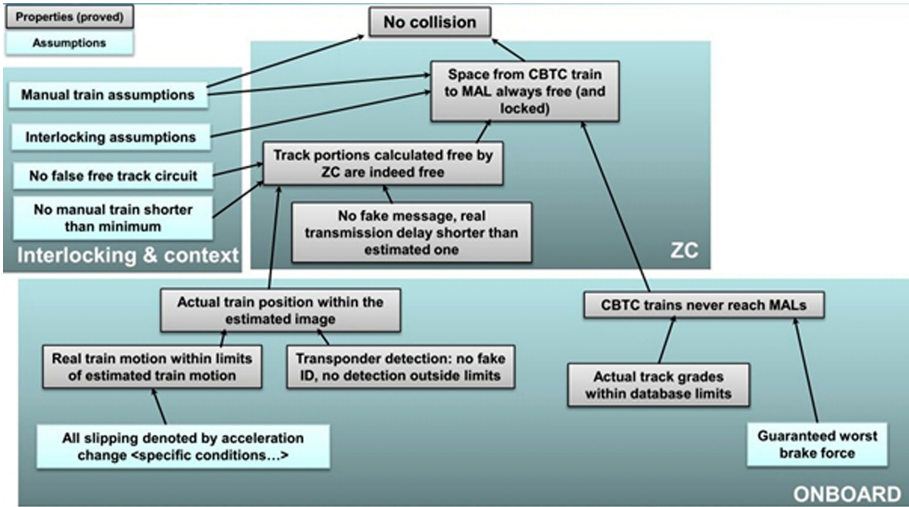 Properties (proved)
Assumptions
No collision
Manual train assumptions
Space from CBTC train
to MAL always free (and
locked)
Interlocking assumptions
Track portions calculated free by
ZC are indeed free
No false free track circuit
No manual train shorter
than minimum
No fake message, real
transmission delay shorter than
estimated one
Interlocking & context
ZC
Actual train position within the
estimated image
CBTC trains never reach MALs
Real train motion within limits
of estimated train motion
Transponder detection: no fake
ID, no detection outside limits
Actual track grades
within database limits
All slipping denoted by acceleration
change <specific conditions…>
Guaranteed worst
brake force
ONBOARD